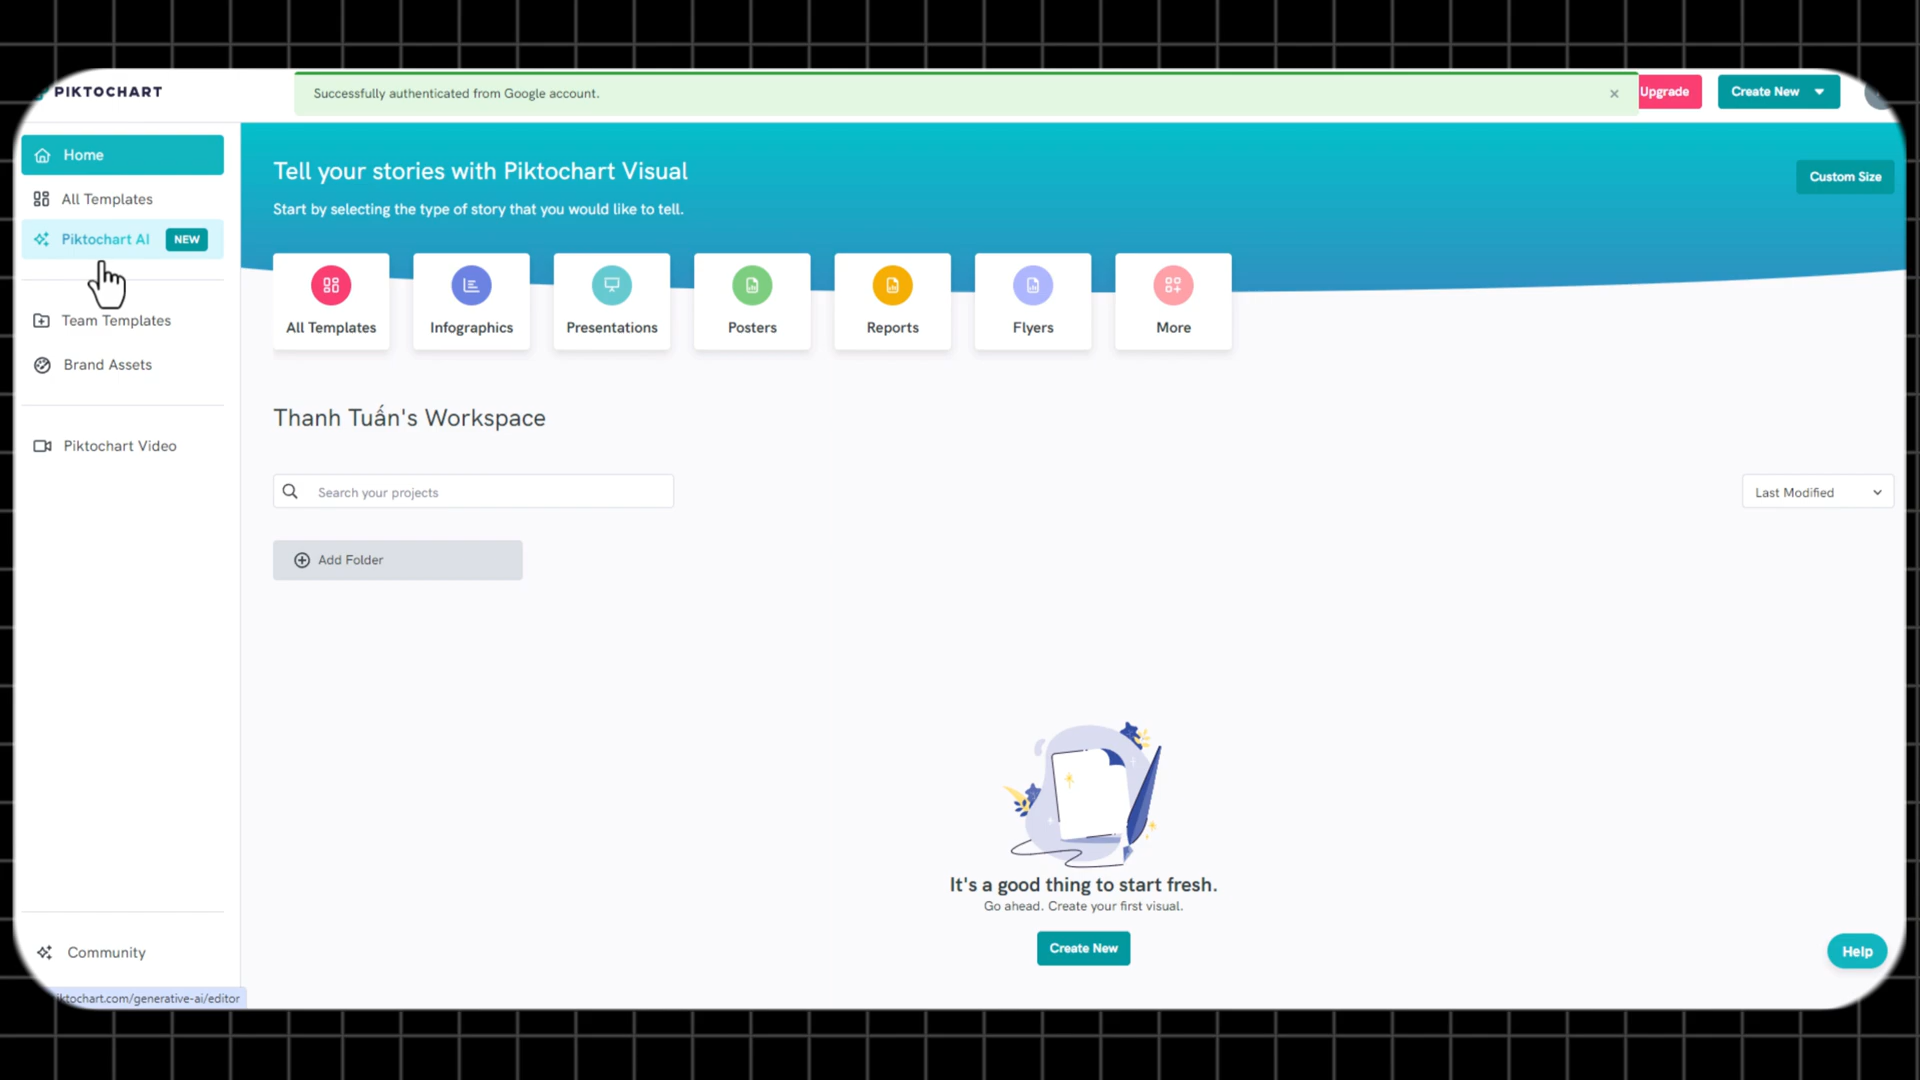 PIKTOCHART
Successfully authenticated from Google account.
Upgrade
Create New
Home
All Templates
Piktochart AI NEW
Team Templates
Brand Assets
Piktochart Video
Community
Tell your stories with Piktochart Visual
Start by selecting the type of story that you would like to tell.
Custom Size
All Templates
Infographics
Presentations
Posters
Reports
Flyers
More
Thanh Tuấn's Workspace
Search your projects
Last Modified
Add Folder
It's a good thing to start fresh.
Go ahead. Create your first visual.
Create New
Help
ktochart.com/generative-ai/editor